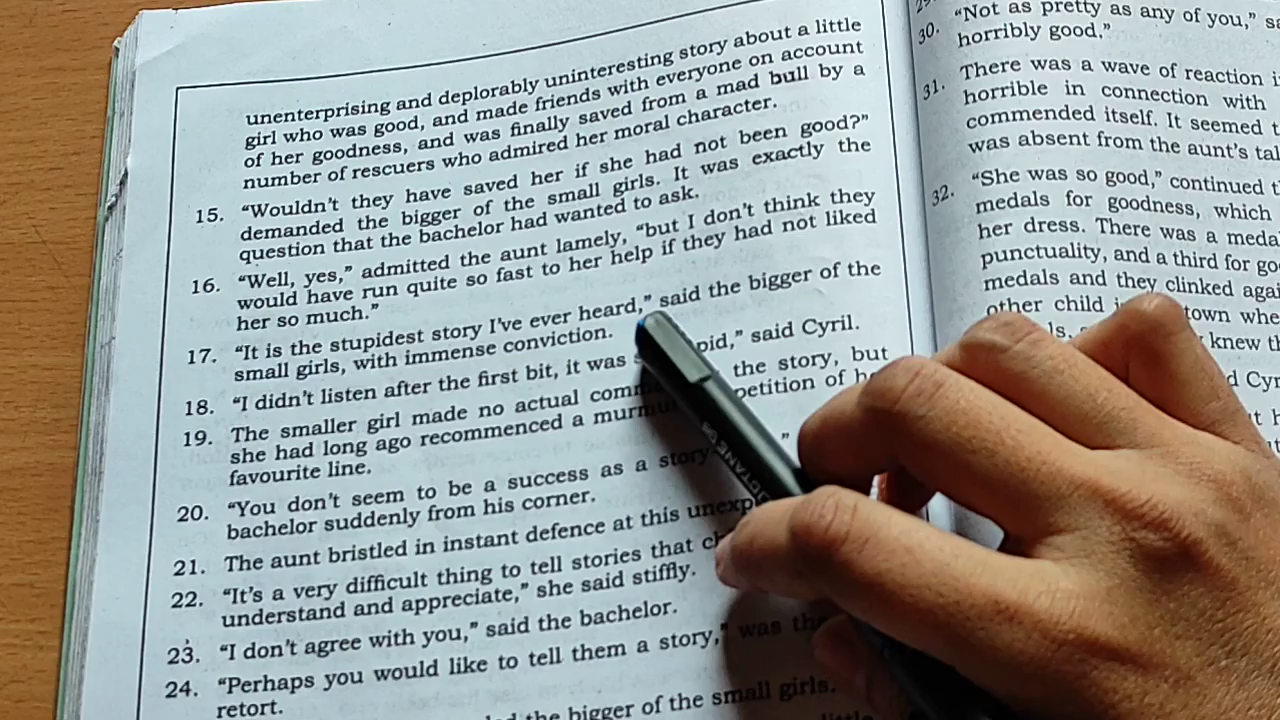 unenterprising and deplorably uninteresting story about a little
girl who was good, and made friends with everyone on account
of her goodness, and was finally saved from a mad bull by a
number of rescuers who admired her moral character.
15. “Wouldn’t they have saved her if she had not been good?”
demanded the bigger of the small girls. It was exactly the
question that the bachelor had wanted to ask.
16. “Well, yes,” admitted the aunt lamely, “but I don’t think they
would have run quite so fast to her help if they had not liked
her so much.”
17. “It is the stupidest story I’ve ever heard,” said the bigger of the
small girls, with immense conviction.
18. “I didn’t listen after the first bit, it was said Cyril.
19. The smaller girl made no actual the story, but
she had long ago recommenced a
favourite line.
20. “You don’t seem to be a success as a ”
bachelor suddenly from his corner.
21. The aunt bristled in instant defence at this
22. “It’s a very difficult thing to tell stories that
understand and appreciate,” she said stiffly.
23. “I don’t agree with you,” said the bachelor.
24. “Perhaps you would like to tell them a story,” was
retort.
the bigger of the small girls.
30. “Not as pretty as any of you,”
horribly good.”
31. There was a wave of reaction
horrible in connection with
commended itself. It seemed
was absent from the aunt’s
32. “She was so good,” continued
medals for goodness, which
her dress. There was a
punctuality, and a third for
medals and they clinked
other child town
knew